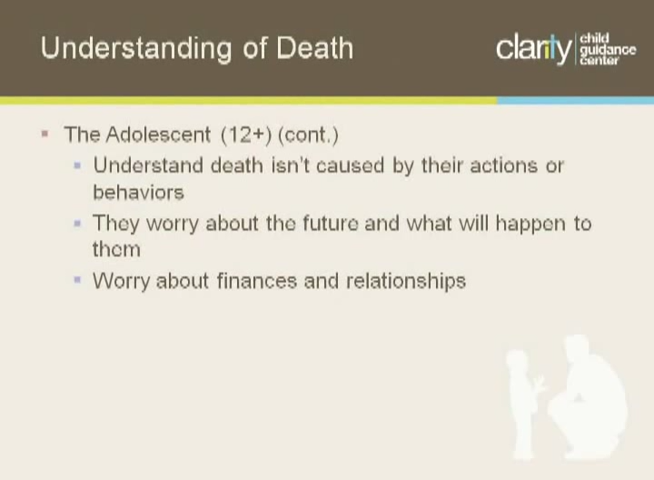 Understanding of Death
clarity child guidance center
The Adolescent (12+) (cont.)
Understand death isn't caused by their actions or
behaviors
They worry about the future and what will happen to
them
Worry about finances and relationships